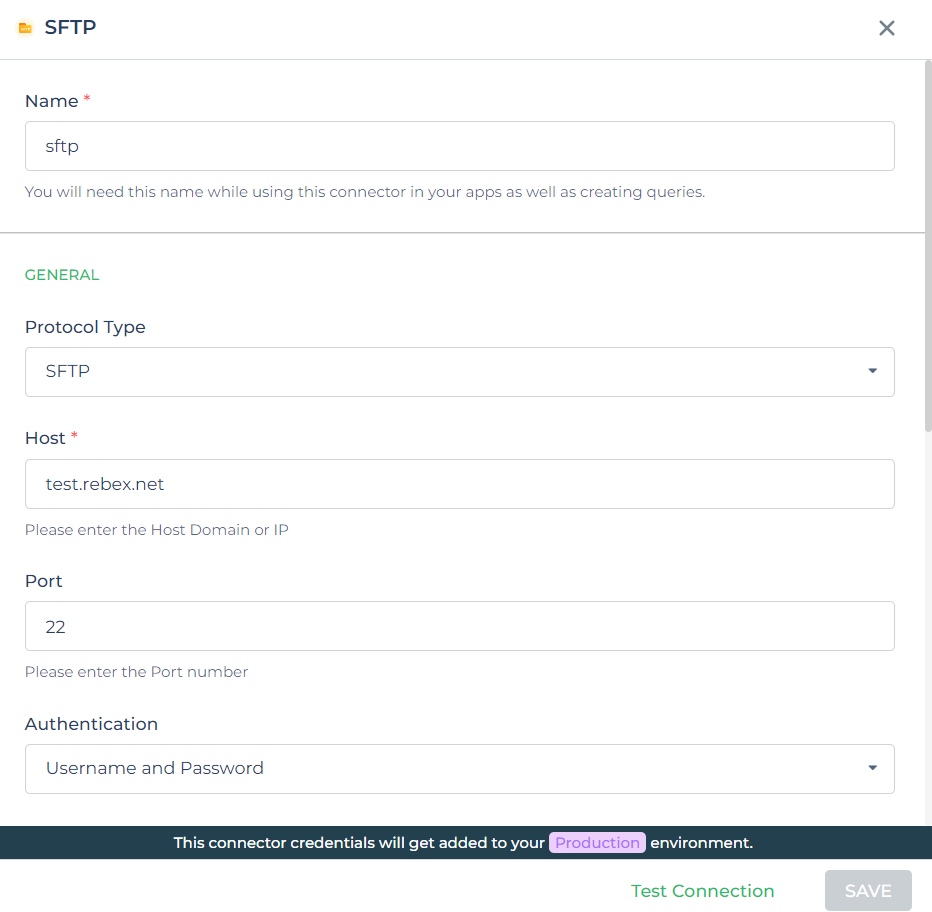 SFTP
Name *
sftp
You will need this name while using this connector in your apps as well as creating queries.
GENERAL
Protocol Type
SFTP
Host *
test.rebex.net
Please enter the Host Domain or IP
Port
22
Please enter the Port number
Authentication
Username and Password
This connector credentials will get added to your Production environment.
Test Connection
SAVE